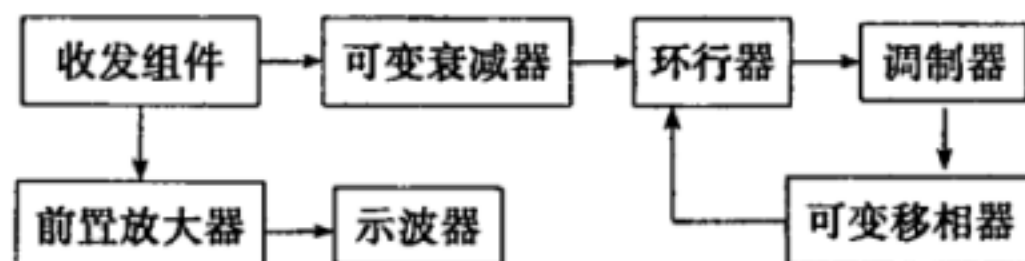 收发组件
可变衰减器
环行器
调制器
前置放大器
示波器
可变移相器